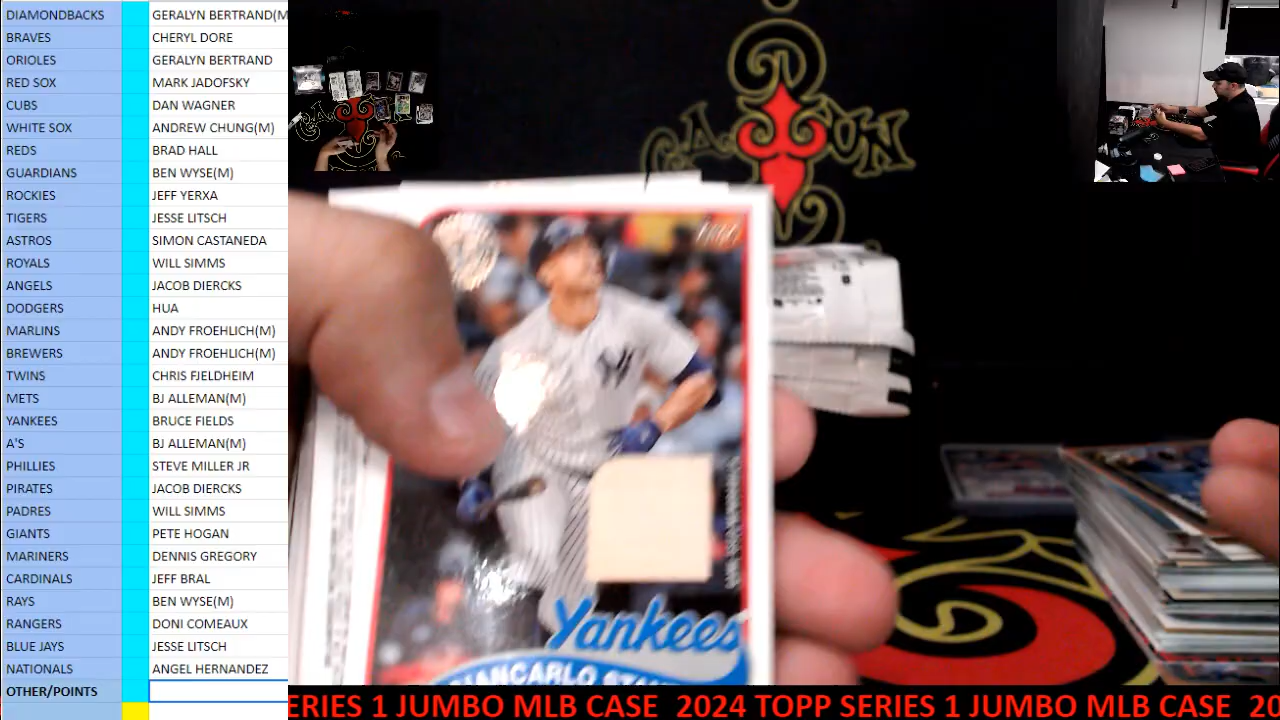 DIAMONDBACKS GERALYN BERTRAND(M
BRAVES CHERYL DORE
ORIOLES GERALYN BERTRAND
RED SOX MARK JADOFSKY
CUBS DAN WAGNER
WHITE SOX ANDREW CHUNG(M)
REDS BRAD HALL
GUARDIANS BEN WYSE(M)
ROCKIES JEFF YERXA
TIGERS JESSE LITSCH
ASTROS SIMON CASTANEDA
ROYALS WILL SIMMS
ANGELS JACOB DIERCKS
DODGERS HUA
MARLINS ANDY FROEHLICH(M)
BREWERS ANDY FROEHLICH(M)
TWINS CHRIS FJELDHEIM
METS BJ ALLEMAN(M)
YANKEES BRUCE FIELDS
A'S BJ ALLEMAN(M)
PHILLIES STEVE MILLER JR
PIRATES JACOB DIERCKS
PADRES WILL SIMMS
GIANTS PETE HOGAN
MARINERS DENNIS GREGORY
CARDINALS JEFF BRAL
RAYS BEN WYSE(M)
RANGERS DONI COMEAUX
BLUE JAYS JESSE LITSCH
NATIONALS ANGEL HERNANDEZ
OTHER/POINTS
NY
Yankees
GIANCARLO
ERIES 1 JUMBO MLB CASE 2024 TOPP SERIES 1 JUMBO MLB CASE 20